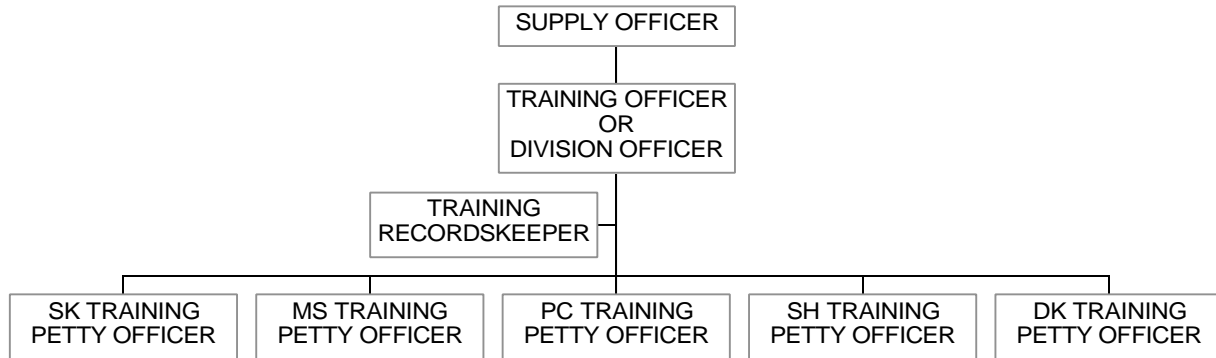 SUPPLY OFFICER
TRAINING OFFICER
OR
DIVISION OFFICER
TRAINING
RECORDSKEEPER
SK TRAINING
PETTY OFFICER
MS TRAINING
PETTY OFFICER
PC TRAINING
PETTY OFFICER
SH TRAINING
PETTY OFFICER
DK TRAINING
PETTY OFFICER